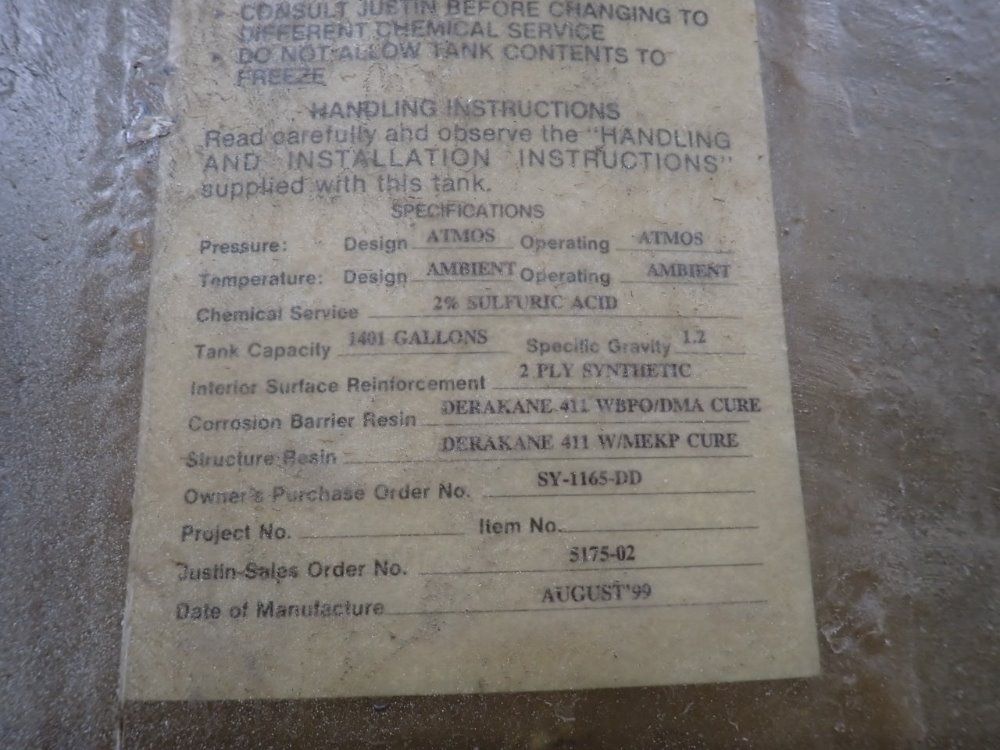 • CONSULT JUSTIN BEFORE CHANGING TO
DIFFERENT CHEMICAL SERVICE
• DO NOT ALLOW TANK CONTENTS TO
FREEZE
HANDLING INSTRUCTIONS
Read carefully and observe the "HANDLING
AND INSTALLATION INSTRUCTIONS"
supplied with this tank.
SPECIFICATIONS
Pressure: Design ATMOS Operating ATMOS
Temperature: Design AMBIENT Operating AMBIENT
Chemical Service 2% SULFURIC ACID
Tank Capacity 1401 GALLONS Specific Gravity 1.2
Interior Surface Reinforcement 2 PLY SYNTHETIC
Corrosion Barrier Resin DERAKANE 411 WBPO/DMA CURE
Structure Resin DERAKANE 411 W/MEKP CURE
Owner's Purchase Order No. SY-1165-DD
Project No. Item No.
Justin Sales Order No. 5175-02
Date of Manufacture AUGUST'99